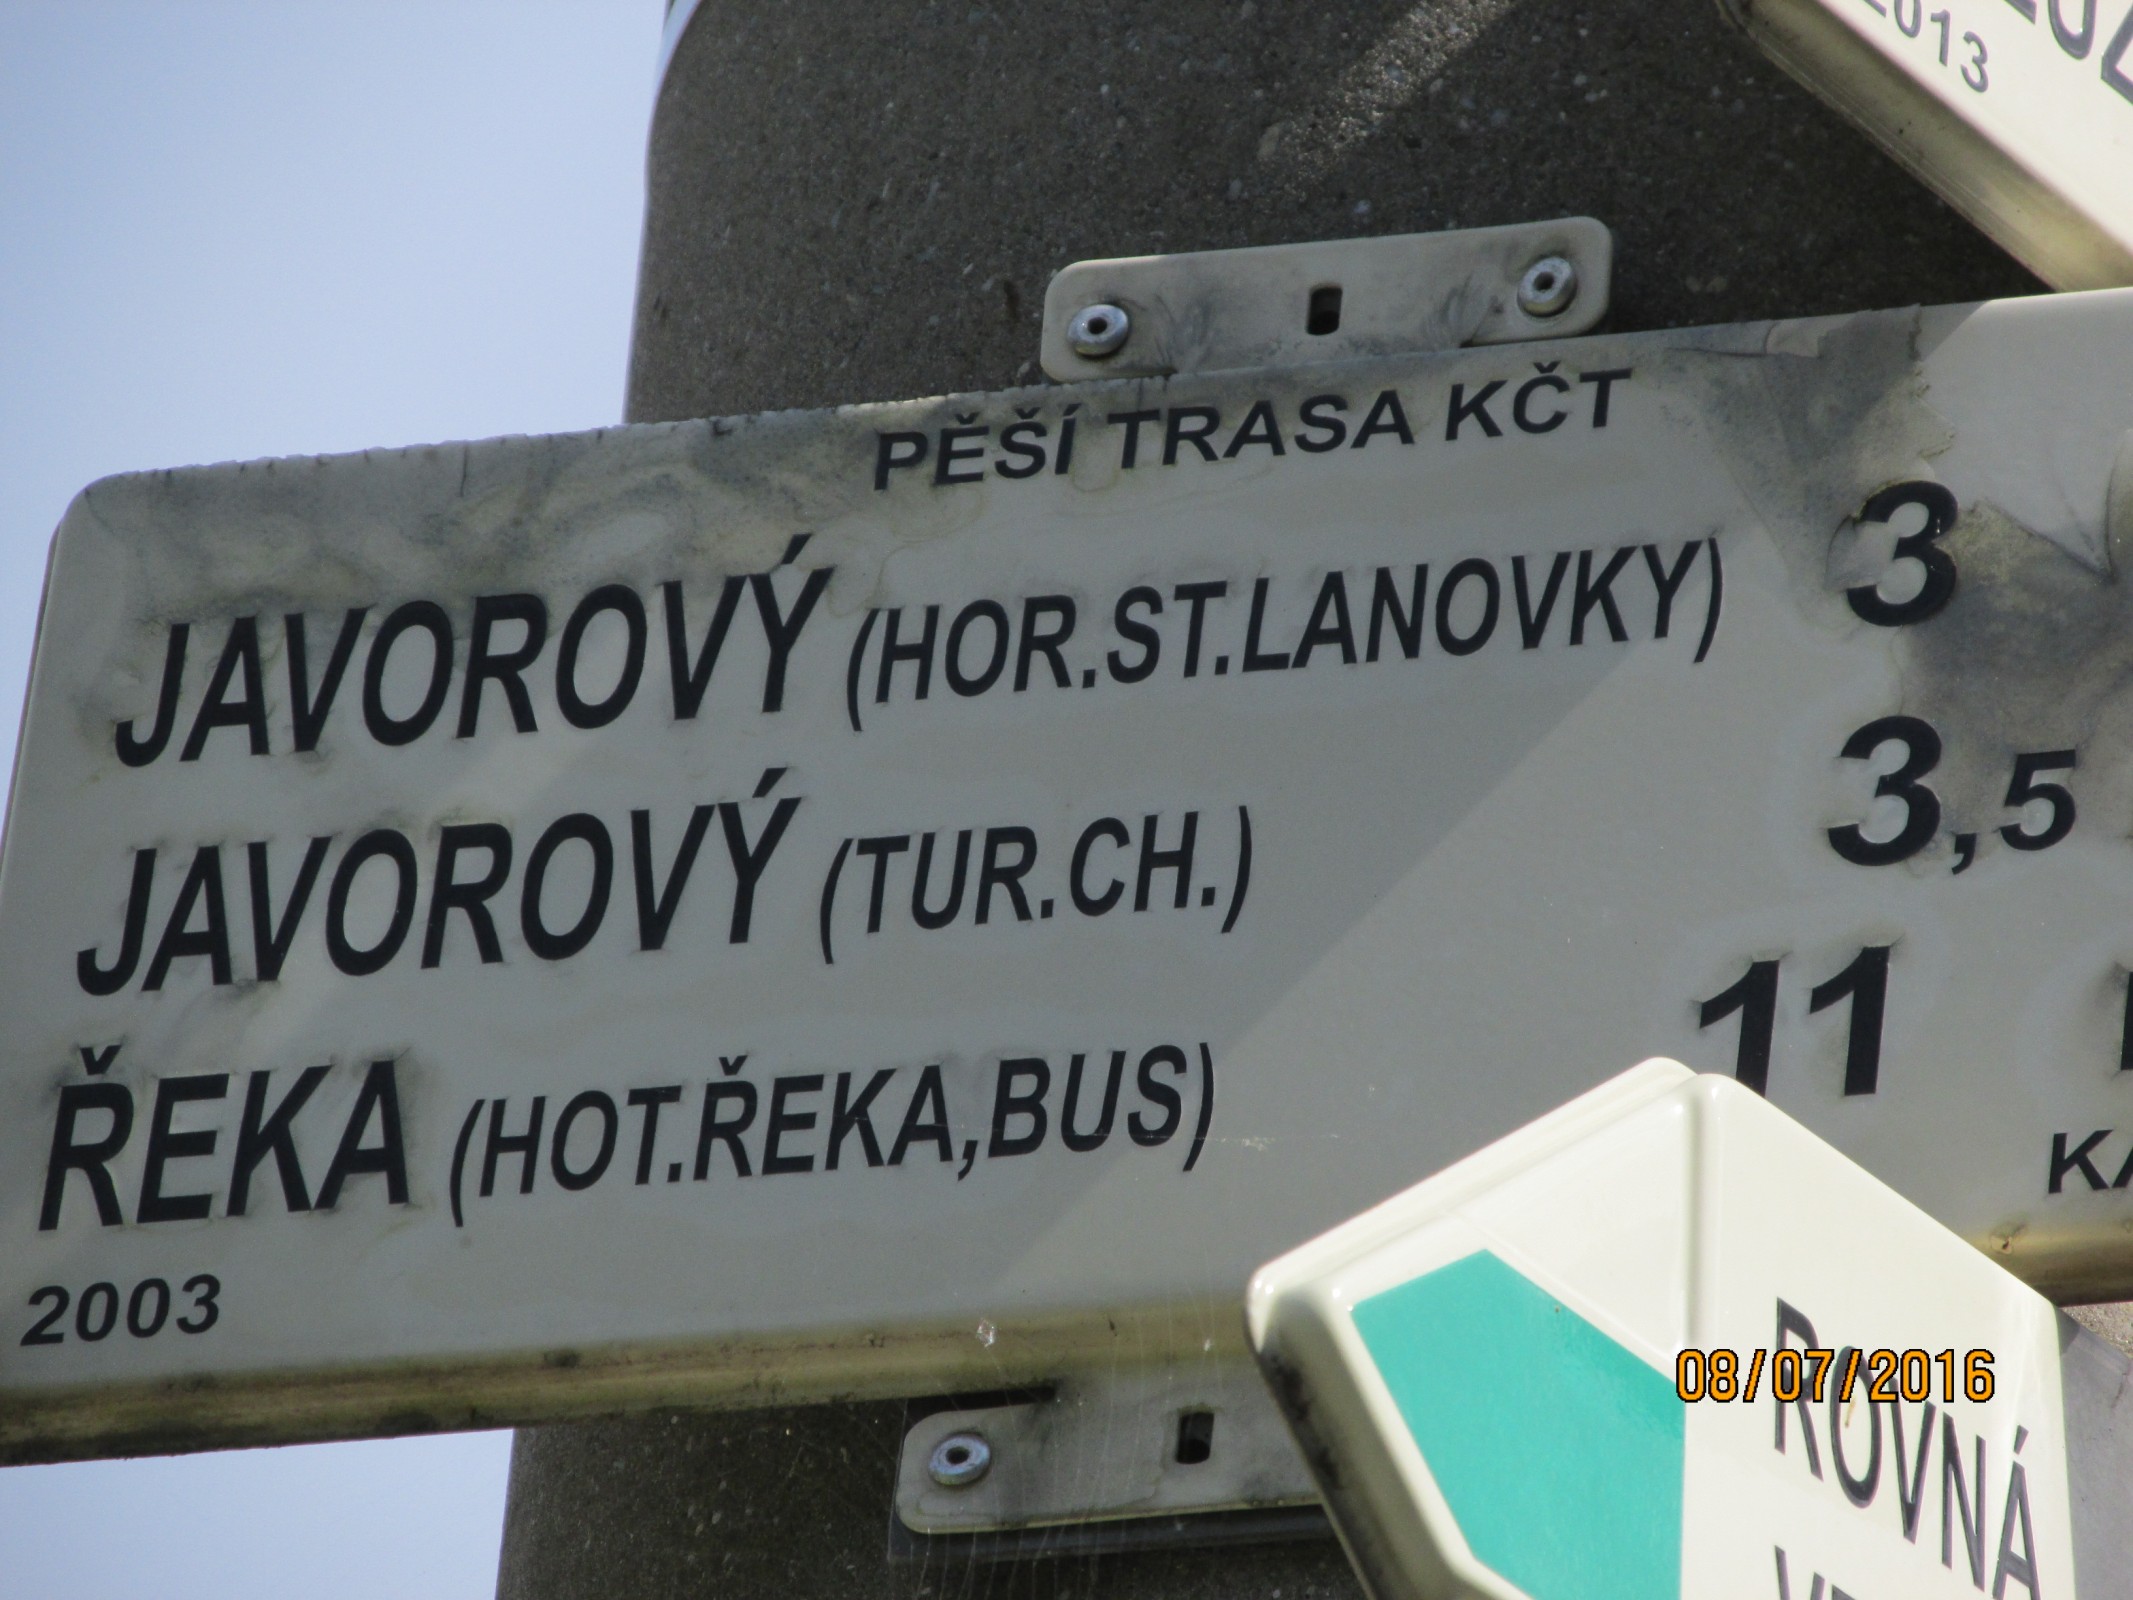 2013
PĚŠÍ TRASA KČT
JAVOROVÝ (HOR.ST.LANOVKY) 3
JAVOROVÝ (TUR.CH.) 3,5
ŘEKA (HOT.ŘEKA,BUS) 11
2003
08/07/2016
ROVNÁ